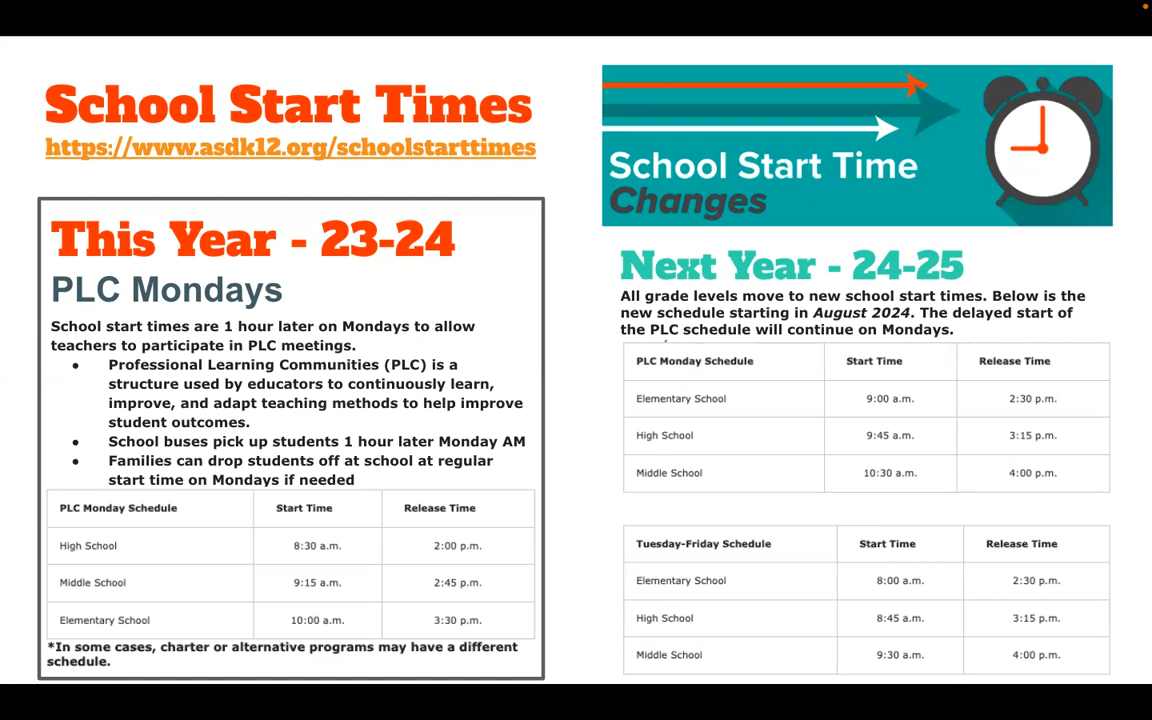 School Start Times
https://www.asdk12.org/schoolstarttimes
This Year - 23-24
PLC Mondays
School start times are 1 hour later on Mondays to allow
teachers to participate in PLC meetings.
● Professional Learning Communities (PLC) is a
structure used by educators to continuously learn,
improve, and adapt teaching methods to help improve
student outcomes.
● School buses pick up students 1 hour later Monday AM
● Families can drop students off at school at regular
start time on Mondays if needed
PLC Monday Schedule Start Time Release Time
High School 8:30 a.m. 2:00 p.m.
Middle School 9:15 a.m. 2:45 p.m.
Elementary School 10:00 a.m. 3:30 p.m.
*In some cases, charter or alternative programs may have a different
schedule.
School Start Time
Changes
Next Year - 24-25
All grade levels move to new school start times. Below is the
new schedule starting in August 2024. The delayed start of
the PLC schedule will continue on Mondays.
PLC Monday Schedule Start Time Release Time
Elementary School 9:00 a.m. 2:30 p.m.
High School 9:45 a.m. 3:15 p.m.
Middle School 10:30 a.m. 4:00 p.m.
Tuesday-Friday Schedule Start Time Release Time
Elementary School 8:00 a.m. 2:30 p.m.
High School 8:45 a.m. 3:15 p.m.
Middle School 9:30 a.m. 4:00 p.m.